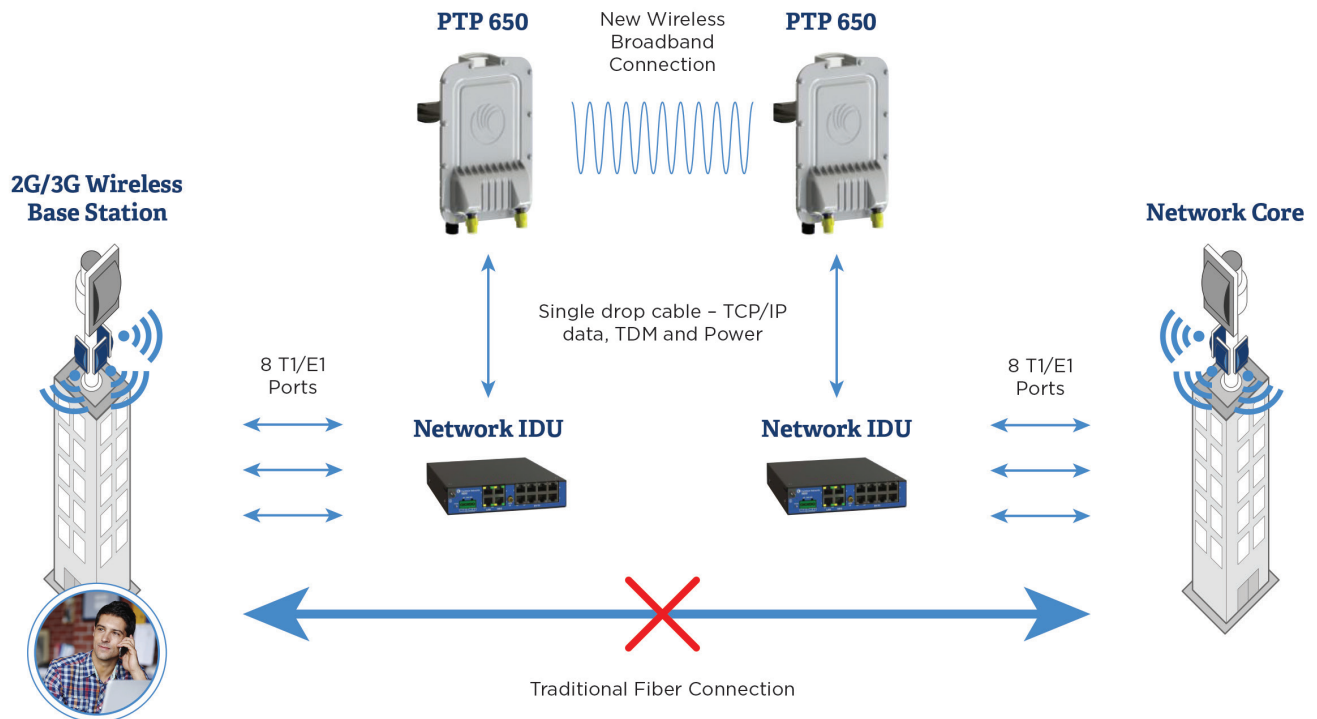 PTP 650
New Wireless
Broadband
Connection
PTP 650
2G/3G Wireless
Base Station
Network Core
Single drop cable – TCP/IP
data, TDM and Power
8 T1/E1
Ports
8 T1/E1
Ports
Network IDU
Network IDU
Traditional Fiber Connection